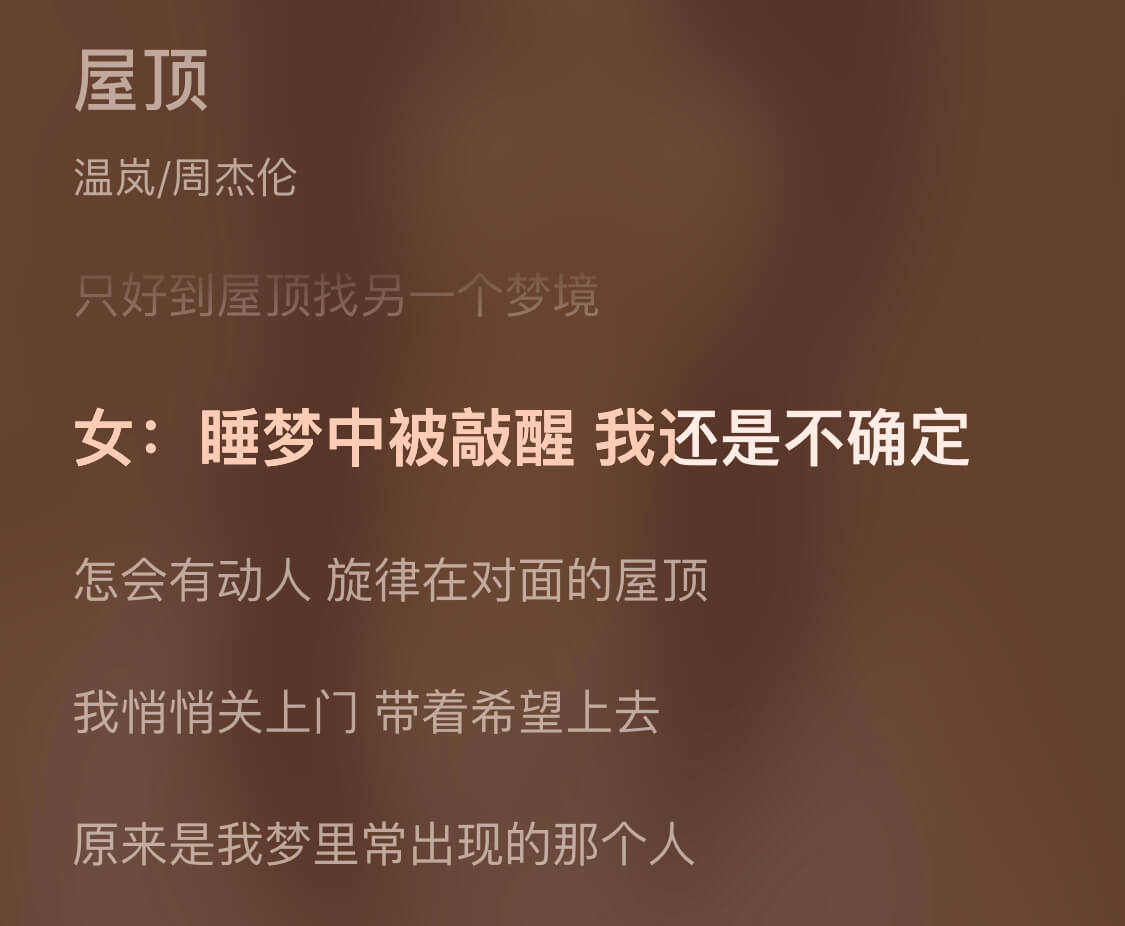 屋顶
温岚/周杰伦
只好到屋顶找另一个梦境
女：睡梦中被敲醒 我还是不确定
怎会有动人 旋律在对面的屋顶
我悄悄关上门 带着希望上去
原来是我梦里常出现的那个人